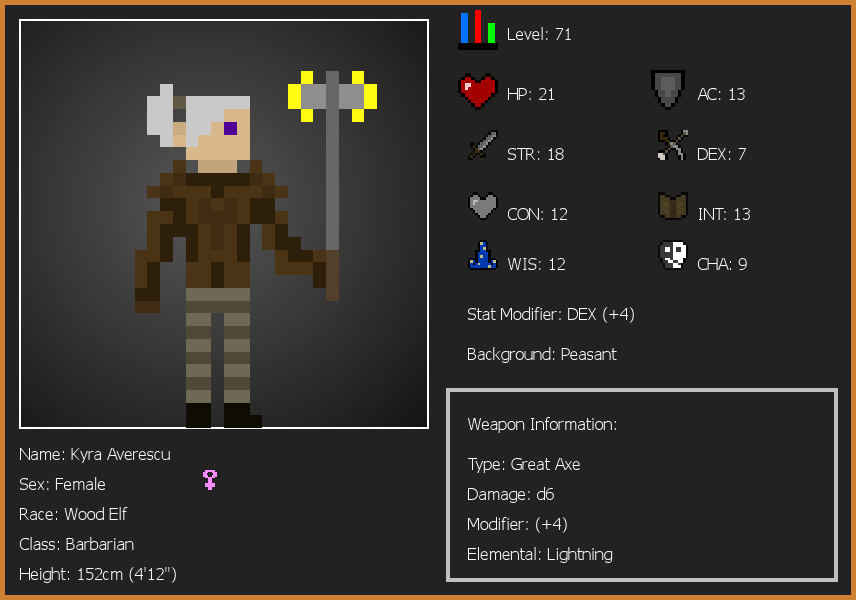 Level: 71
HP: 21
AC: 13
STR: 18
DEX: 7
CON: 12
INT: 13
WIS: 12
CHA: 9
Stat Modifier: DEX (+4)
Background: Peasant
Weapon Information:
Type: Great Axe
Damage: d6
Modifier: (+4)
Elemental: Lightning
Name: Kyra Averescu
Sex: Female
Race: Wood Elf
Class: Barbarian
Height: 152cm (4'12")